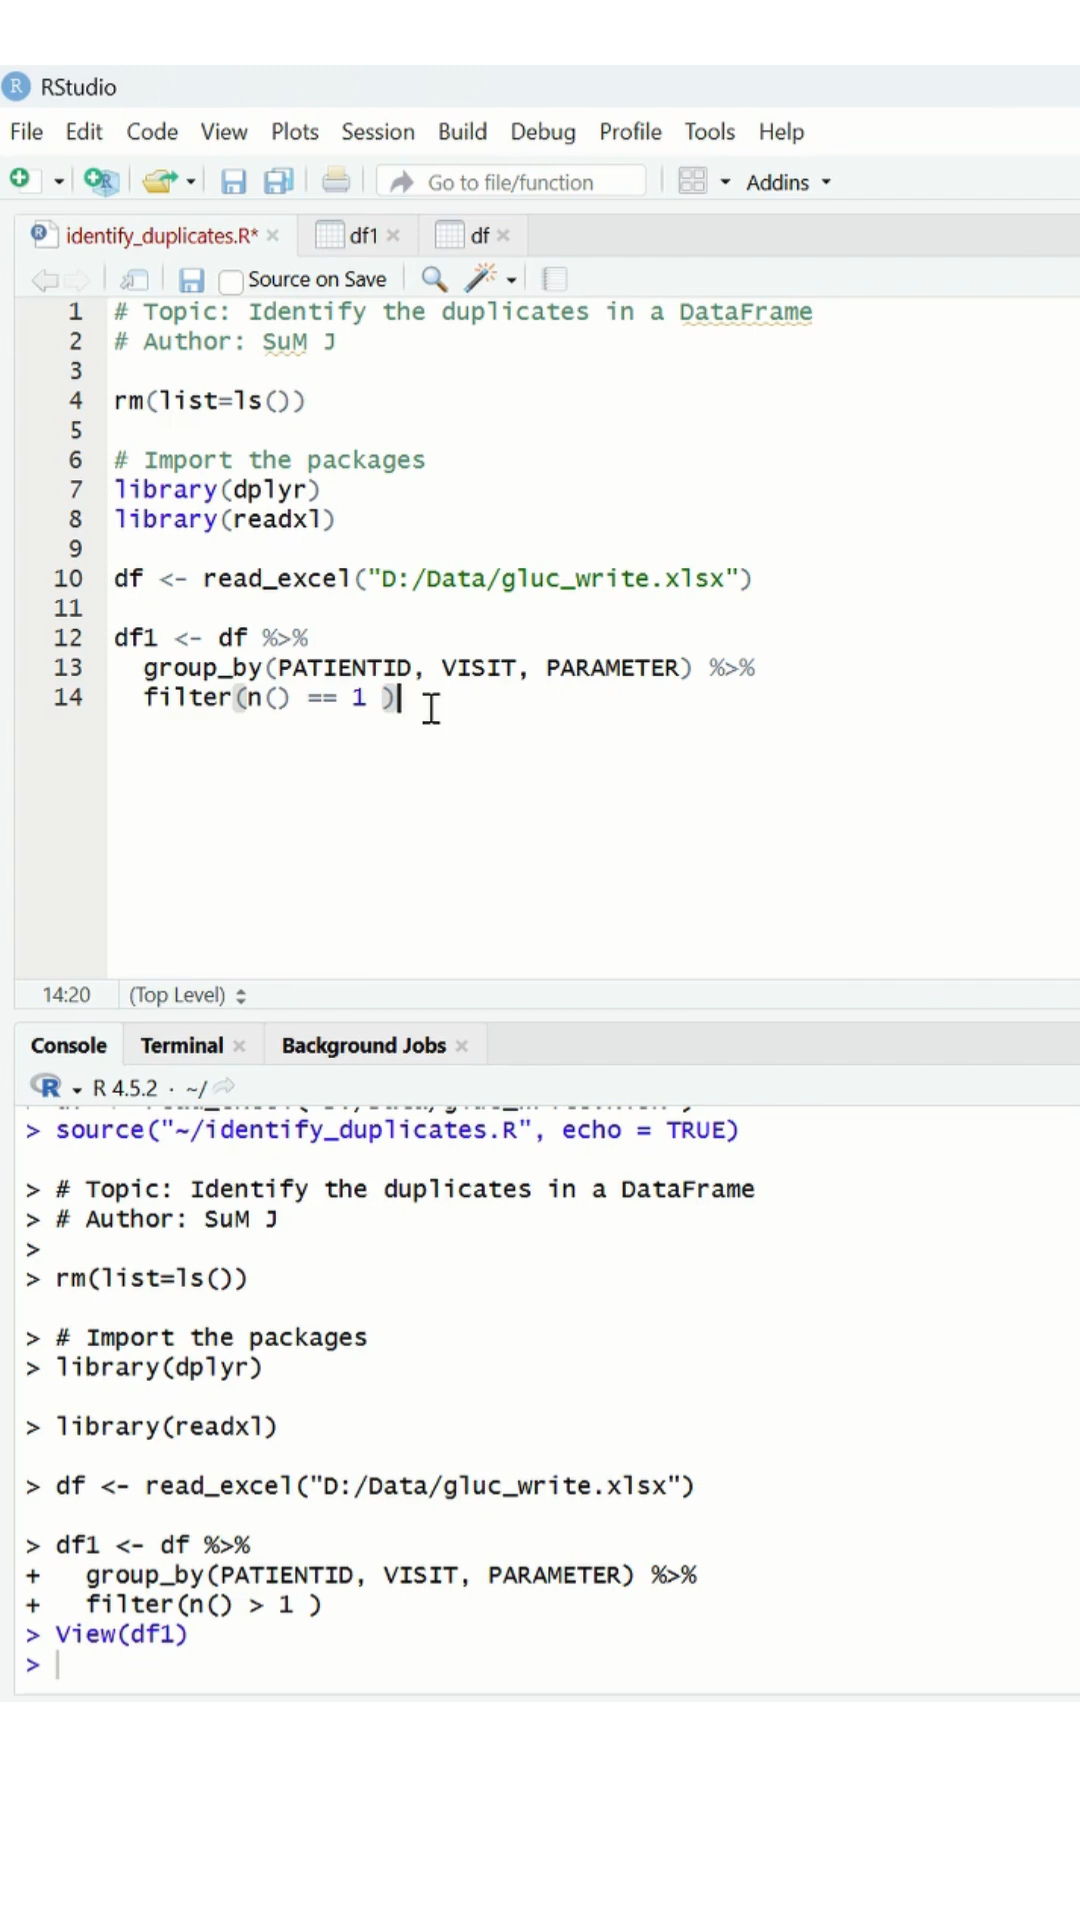 RStudio
File Edit Code View Plots Session Build Debug Profile Tools Help
Go to file/function Addins
identify_duplicates.R* df1 df
Source on Save
1 # Topic: Identify the duplicates in a DataFrame
2 # Author: SuM J
3
4 rm(list=ls())
5
6 # Import the packages
7 library(dplyr)
8 library(readxl)
9
10 df <- read_excel("D:/Data/gluc_write.xlsx")
11
12 df1 <- df %>%
13   group_by(PATIENTID, VISIT, PARAMETER) %>%
14   filter(n() == 1 )
14:20 (Top Level)
Console Terminal Background Jobs
R 4.5.2 · ~/
> source("~/identify_duplicates.R", echo = TRUE)
> # Topic: Identify the duplicates in a DataFrame
> # Author: SuM J
>
> rm(list=ls())
> # Import the packages
> library(dplyr)
> library(readxl)
> df <- read_excel("D:/Data/gluc_write.xlsx")
> df1 <- df %>%
+   group_by(PATIENTID, VISIT, PARAMETER) %>%
+   filter(n() > 1 )
> View(df1)
>